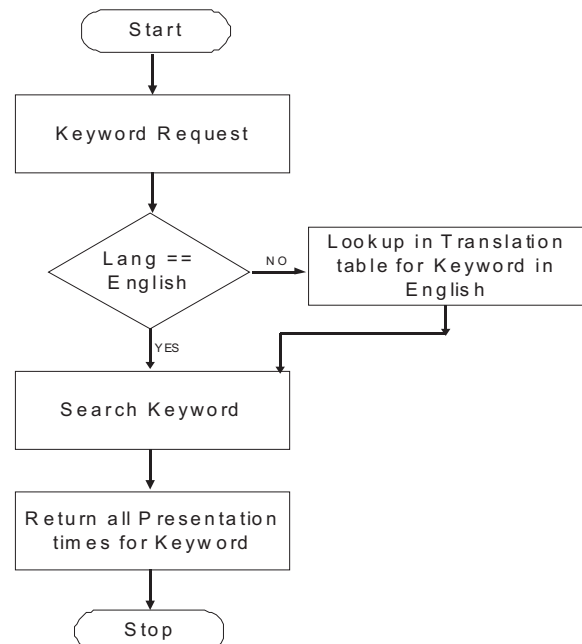 Start
Keyword Request
Lang ==
English
NO
Lookup in Translation
table for Keyword in
English
YES
Search Keyword
Return all Presentation
times for Keyword
Stop